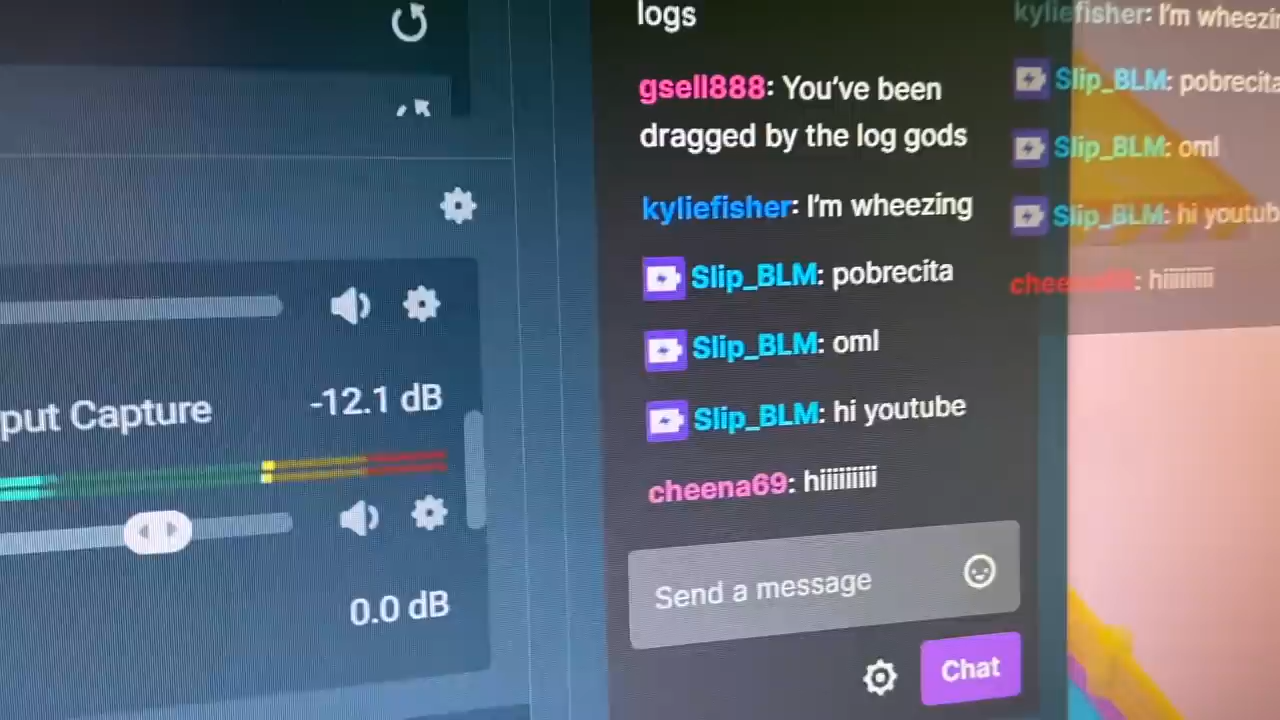 logs
gsell888: You've been
dragged by the log gods
kyliefisher: I'm wheezing
Slip_BLM: pobrecita
Slip_BLM: oml
Slip_BLM: hi youtube
cheena69: hiiiiiiiii
Send a message
Chat
-12.1 dB
put Capture
0.0 dB
kyliefisher: I'm
Slip_BLM: pobrecita
Slip_BLM: oml
Slip_BLM: hi